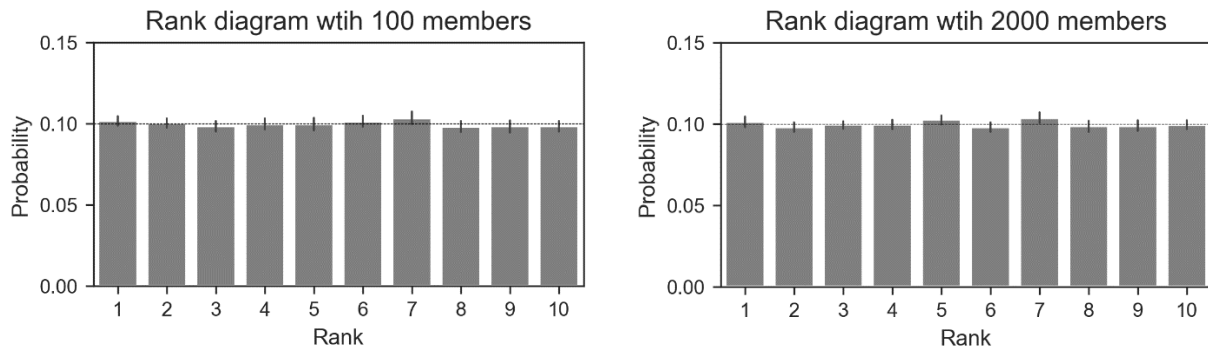 Rank diagram wtih 100 members
0.15
0.10
0.05
0.00
Probability
1 2 3 4 5 6 7 8 9 10
Rank
Rank diagram wtih 2000 members
0.15
0.10
0.05
0.00
Probability
1 2 3 4 5 6 7 8 9 10
Rank